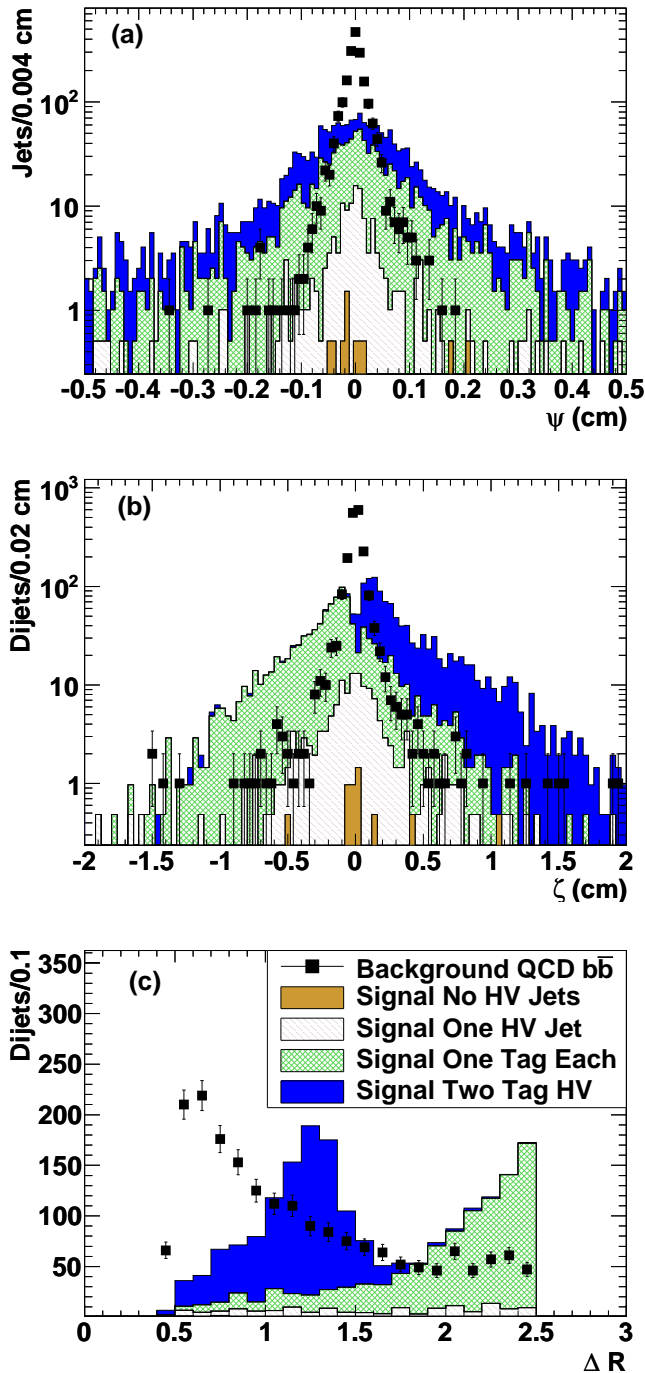 (a)
Jets/0.004 cm
10²
10
1
-0.5 -0.4 -0.3 -0.2 -0.1 0 0.1 0.2 0.3 0.4 0.5
ψ (cm)
(b)
Dijets/0.02 cm
10³
10²
10
1
-2 -1.5 -1 -0.5 0 0.5 1 1.5 2
ζ (cm)
(c)
Dijets/0.1
350
300
250
200
150
100
50
Background QCD bb̅
Signal No HV Jets
Signal One HV Jet
Signal One Tag Each
Signal Two Tag HV
0 0.5 1 1.5 2 2.5 3
Δ R